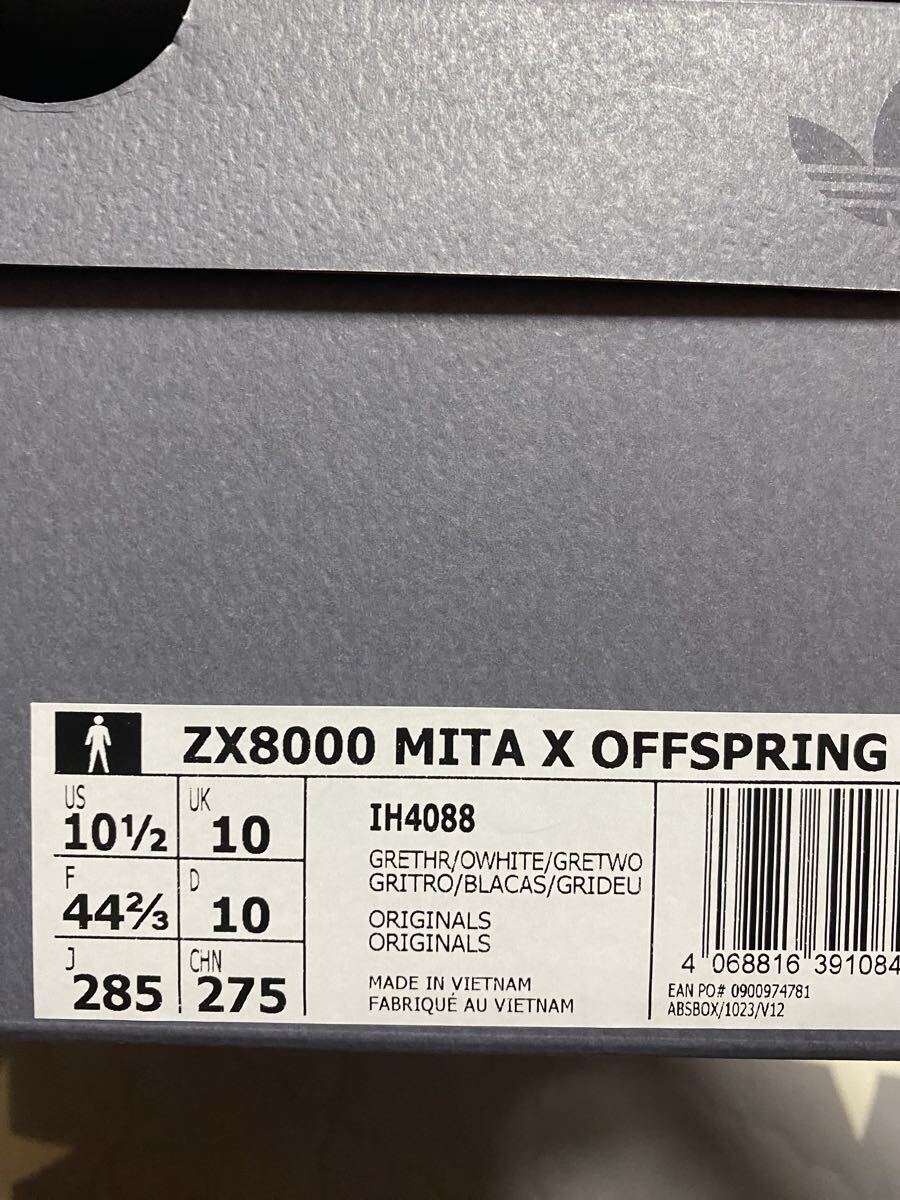 ZX8000 MITA X OFFSPRING
US 10½ UK 10
F 44⅔ D 10
J 285 CHN 275
IH4088
GRETHR/OWHITE/GRETWO
GRITRO/BLACAS/GRIDEU
ORIGINALS
ORIGINALS
MADE IN VIETNAM
FABRIQUÉ AU VIETNAM
4 068816 391084
EAN PO# 0900974781
ABSBOX/1023/V12